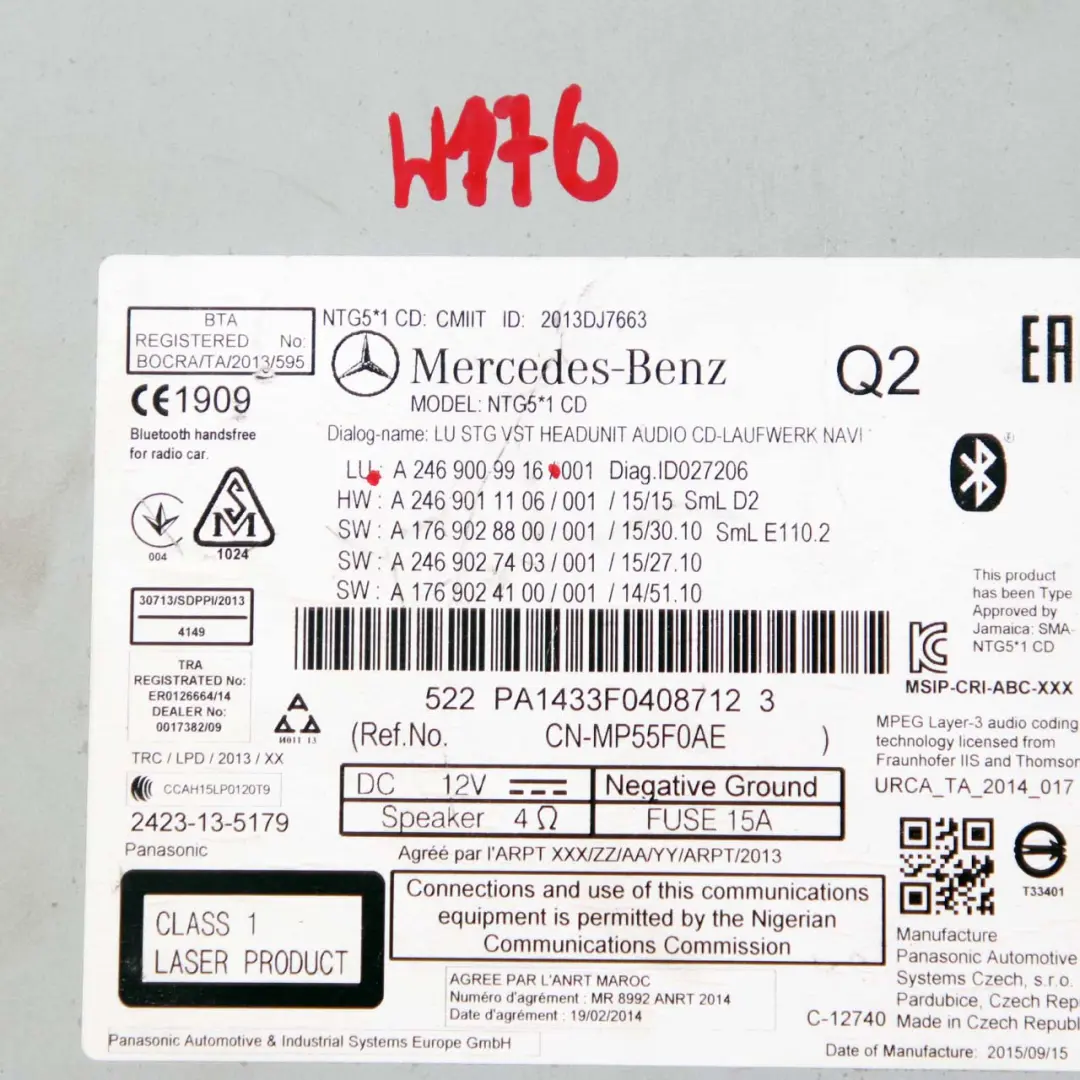 W176
BTA
REGISTERED No:
BOCRA/TA/2013/595
NTG5*1 CD: CMIIT ID: 2013DJ7663
Mercedes-Benz
Q2
EAC
MODEL: NTG5*1 CD
CE1909
Bluetooth handsfree
for radio car.
Dialog-name: LU STG VST HEADUNIT AUDIO CD-LAUFWERK NAVI
LU : A 246 900 99 16 001 Diag.ID027206
HW : A 246 901 11 06 / 001 / 15/15 SmL D2
SW : A 176 902 88 00 / 001 / 15/30.10 SmL E110.2
SW : A 246 902 74 03 / 001 / 15/27.10
SW : A 176 902 41 00 / 001 / 14/51.10
004
SM
1024
30713/SDPPI/2013
4149
TRA
REGISTRATED No:
ER0126664/14
DEALER No:
0017382/09
И011 13
TRC / LPD / 2013 / XX
CCAH15LP0120T9
2423-13-5179
Panasonic
This product
has been Type
Approved by
Jamaica: SMA-
NTG5*1 CD
MSIP-CRI-ABC-XXX
522 PA1433F0408712 3
(Ref.No. CN-MP55F0AE )
DC 12V
Negative Ground
Speaker 4 Ω
FUSE 15A
MPEG Layer-3 audio coding
technology licensed from
Fraunhofer IIS and Thomson
URCA_TA_2014_017
T33401
Agréé par l'ARPT XXX/ZZ/AA/YY/ARPT/2013
CLASS 1
LASER PRODUCT
Connections and use of this communications
equipment is permitted by the Nigerian
Communications Commission
AGREE PAR L'ANRT MAROC
Numéro d'agrément : MR 8992 ANRT 2014
Date d'agrément : 19/02/2014
Manufacture
Panasonic Automotive
Systems Czech, s.r.o.
Pardubice, Czech Rep
C-12740 Made in Czech Republ
Panasonic Automotive & Industrial Systems Europe GmbH
Date of Manufacture: 2015/09/15